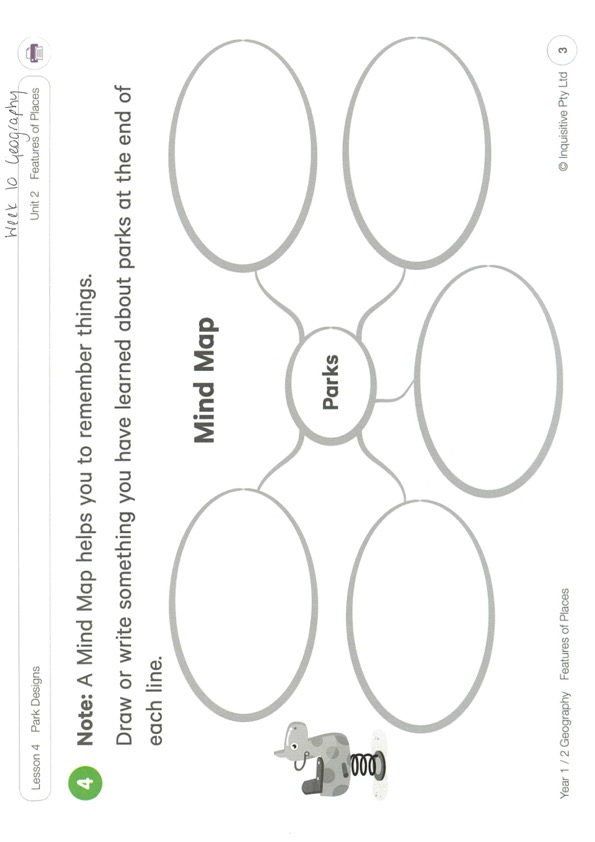 Week 10 Geography
Lesson 4 Park Designs
Unit 2 Features of Places
4
Note: A Mind Map helps you to remember things.
Draw or write something you have learned about parks at the end of
each line.
Mind Map
Parks
Year 1 / 2 Geography Features of Places
© Inquisitive Pty Ltd
3